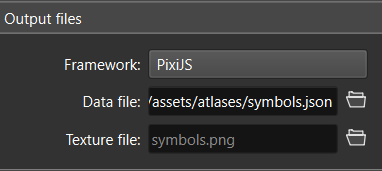 Output files
Framework: PixiJS
Data file: /assets/atlases/symbols.json
Texture file: symbols.png